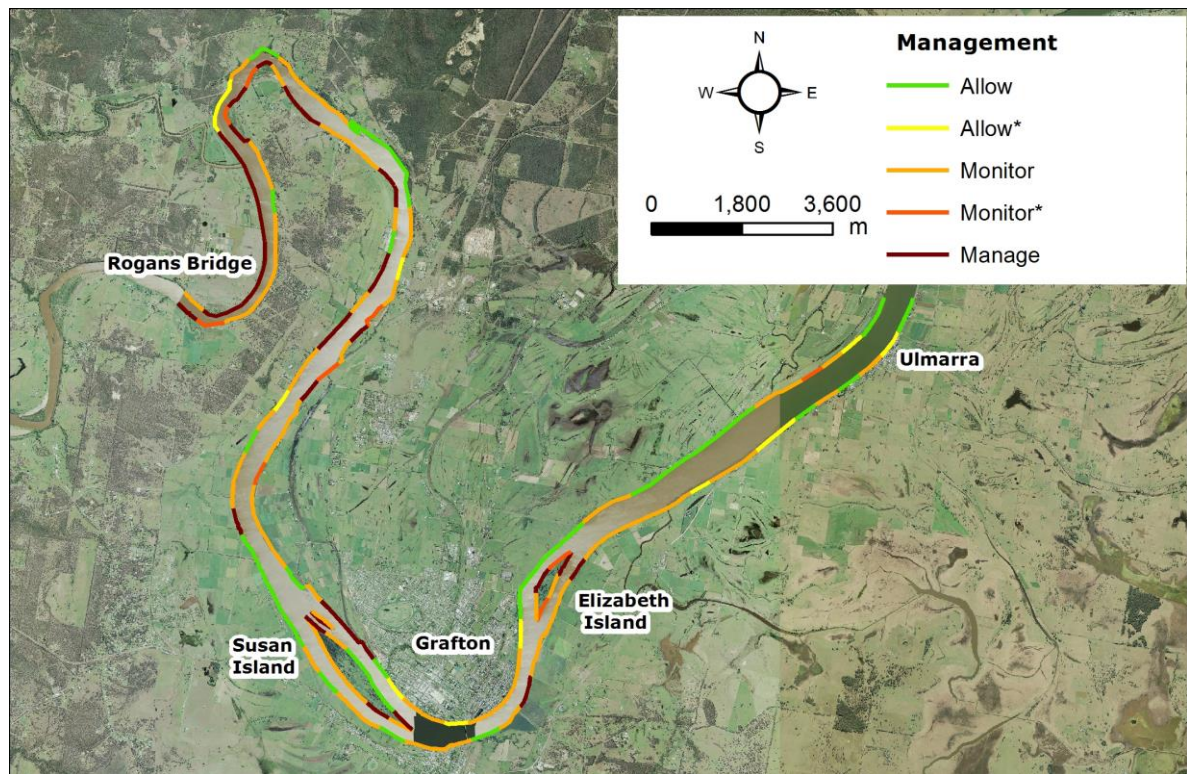 Management
N
W
E
S
Allow
Allow*
Monitor
Monitor*
Manage
0
1,800
3,600
m
Rogans Bridge
Ulmarra
Elizabeth
Island
Grafton
Susan
Island